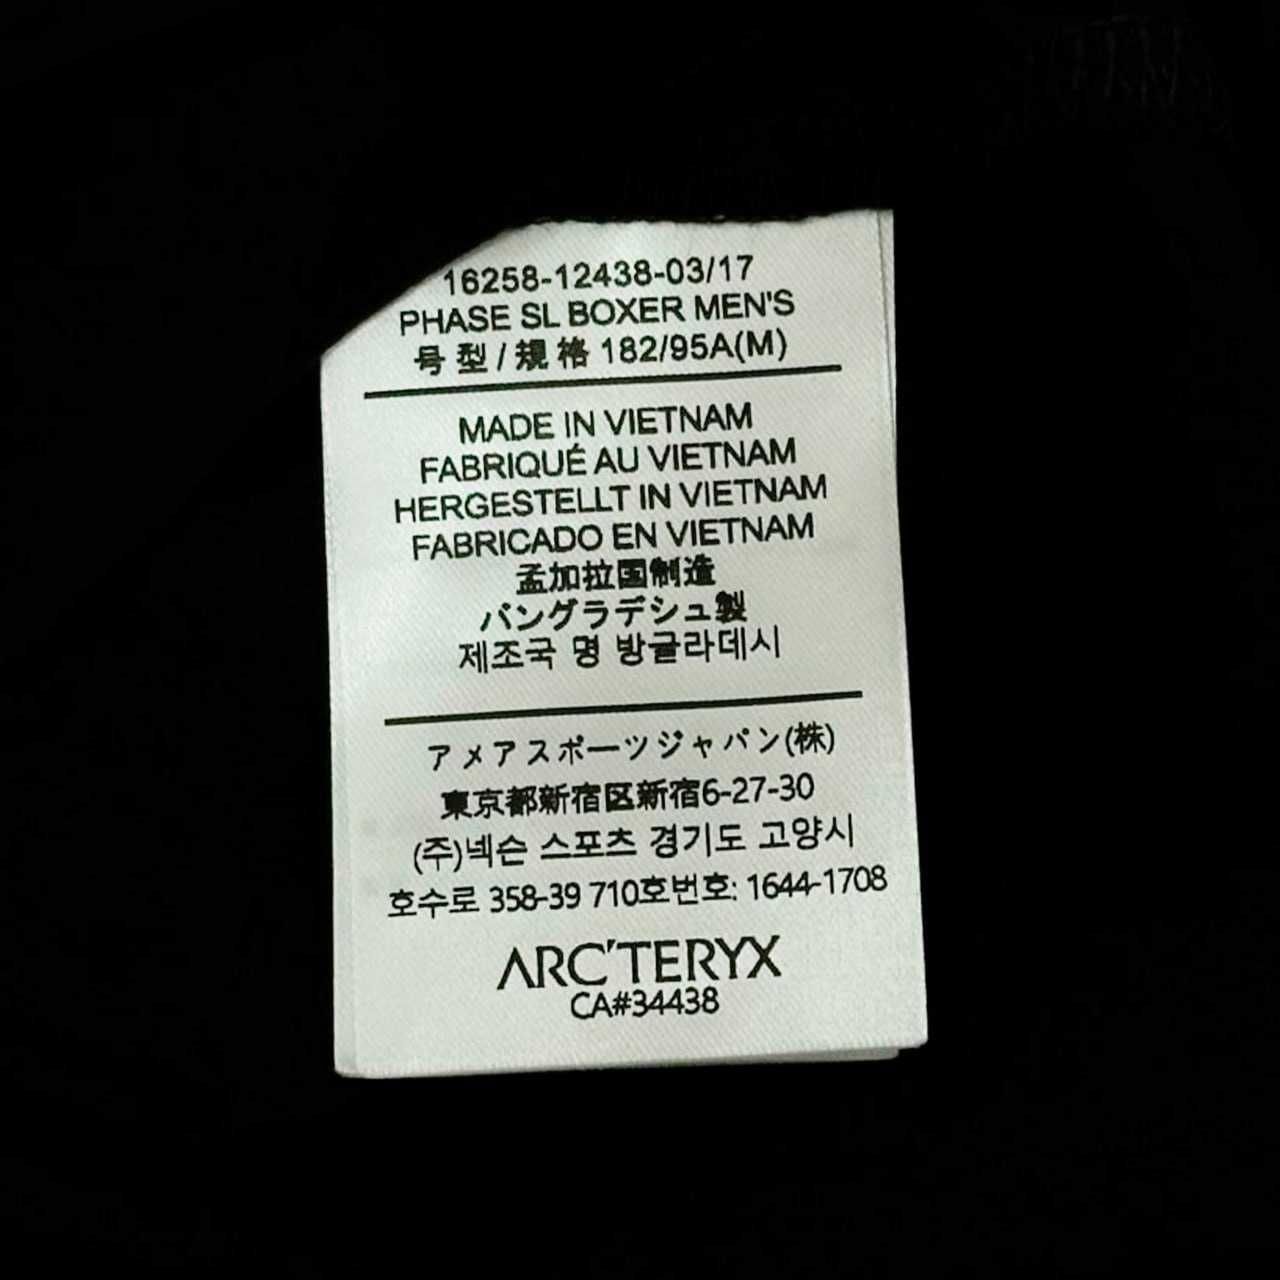 16258-12438-03/17
PHASE SL BOXER MEN'S
号型/規格 182/95A(M)
MADE IN VIETNAM
FABRIQUÉ AU VIETNAM
HERGESTELLT IN VIETNAM
FABRICADO EN VIETNAM
孟加拉国制造
バングラデシュ製
제조국 명 방글라데시
アメアスポーツジャパン(株)
東京都新宿区新宿6-27-30
(주)넥슨 스포츠 경기도 고양시
호수로 358-39 710호번호: 1644-1708
ARC'TERYX
CA#34438